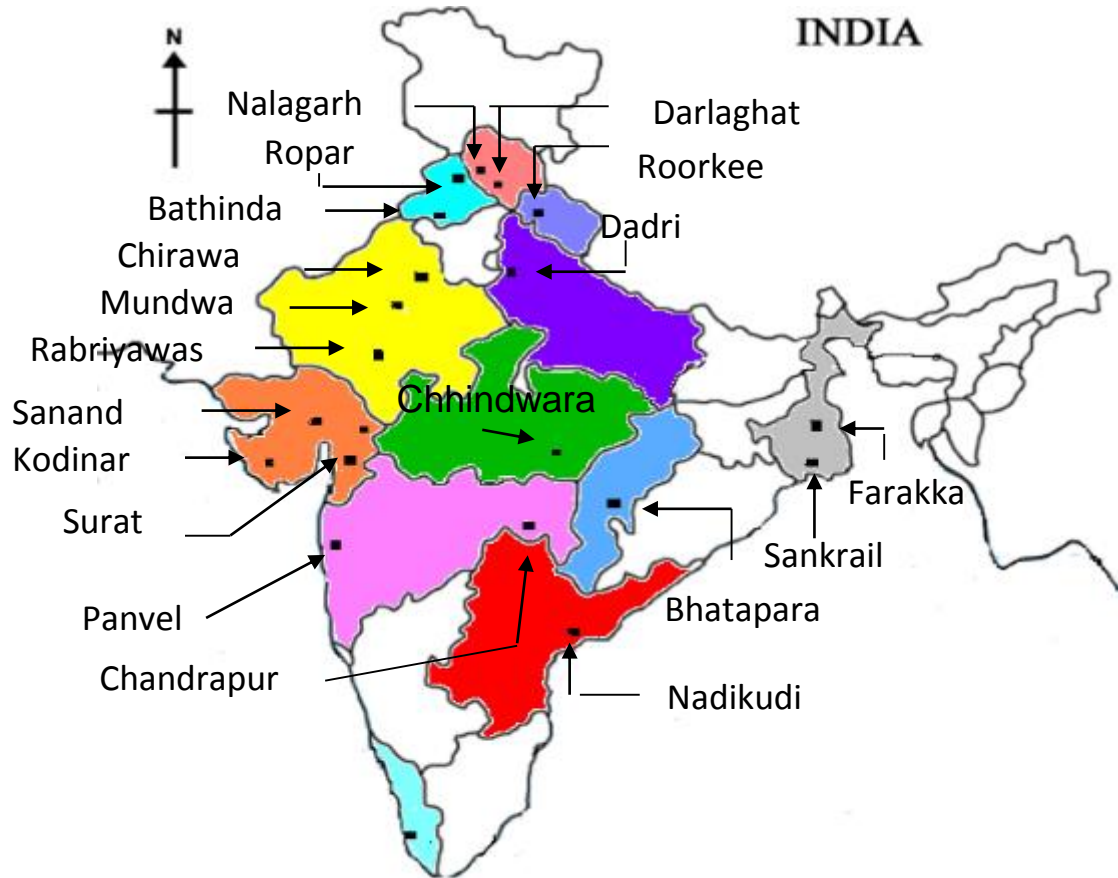 INDIA
N
Nalagarh
Darlaghat
Ropar
Roorkee
Bathinda
Dadri
Chirawa
Mundwa
Rabriyawas
Sanand
Chhindwara
Kodinar
Farakka
Surat
Sankrail
Panvel
Bhatapara
Chandrapur
Nadikudi